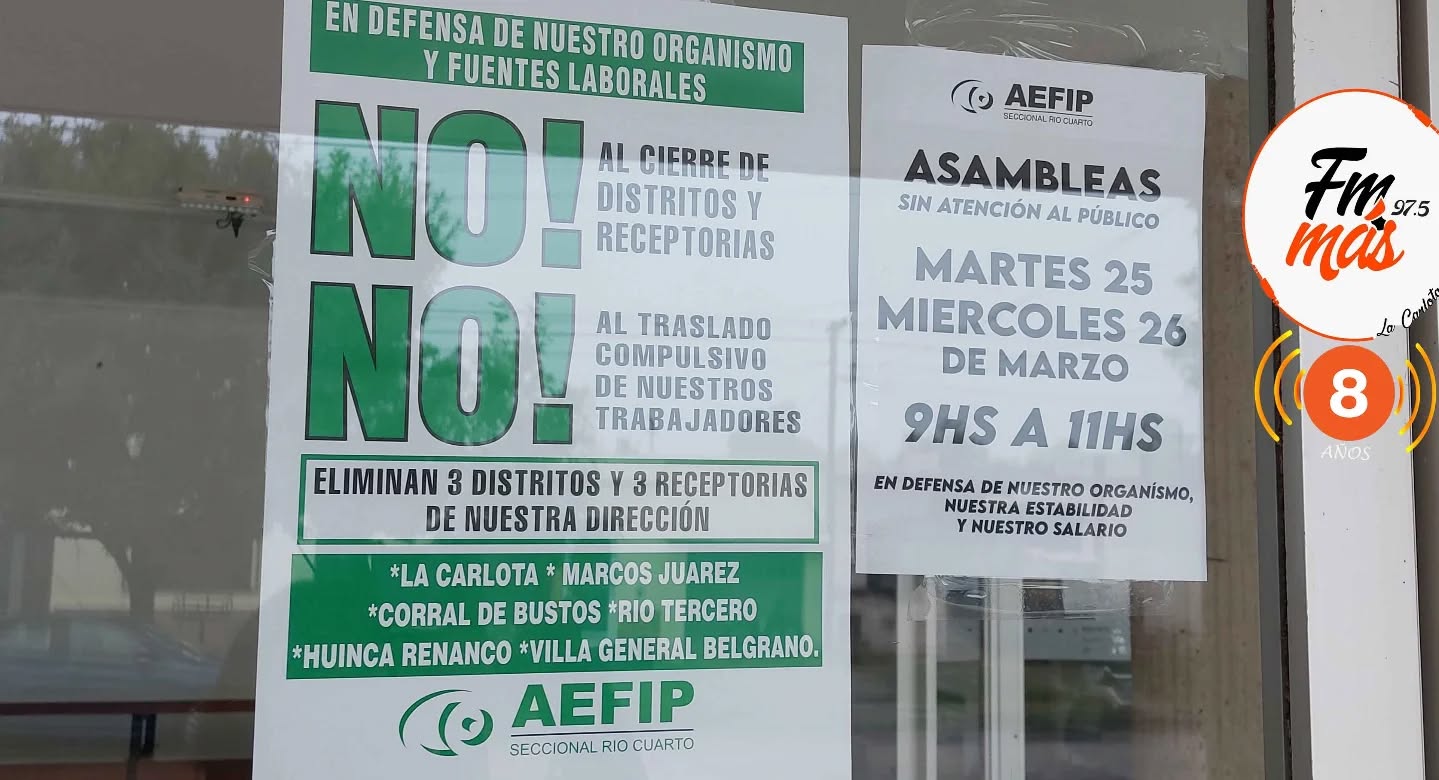 EN DEFENSA DE NUESTRO ORGANISMO
Y FUENTES LABORALES
NO!
AL CIERRE DE
DISTRITOS Y
RECEPTORIAS
NO!
AL TRASLADO
COMPULSIVO
DE NUESTROS
TRABAJADORES
ELIMINAN 3 DISTRITOS Y 3 RECEPTORIAS
DE NUESTRA DIRECCIÓN
*LA CARLOTA * MARCOS JUAREZ
*CORRAL DE BUSTOS *RIO TERCERO
*HUINCA RENANCO *VILLA GENERAL BELGRANO.
AEFIP
SECCIONAL RIO CUARTO
AEFIP
SECCIONAL RIO CUARTO
ASAMBLEAS
SIN ATENCIÓN AL PÚBLICO
MARTES 25
MIERCOLES 26
DE MARZO
9HS A 11HS
EN DEFENSA DE NUESTRO ORGANÍSMO,
NUESTRA ESTABILIDAD
Y NUESTRO SALARIO
Fm
97.5
más
La Carlota
8
AÑOS